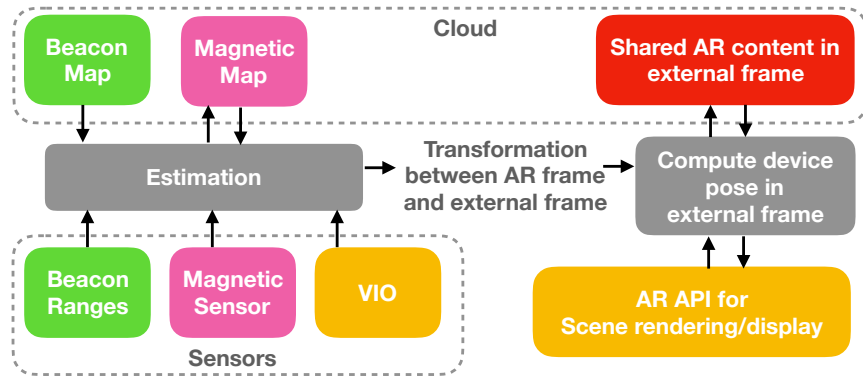 Cloud
Beacon
Map
Magnetic
Map
Shared AR content in
external frame
Estimation
Transformation
between AR frame
and external frame
Compute device
pose in
external frame
Beacon
Ranges
Magnetic
Sensor
VIO
AR API for
Scene rendering/display
Sensors